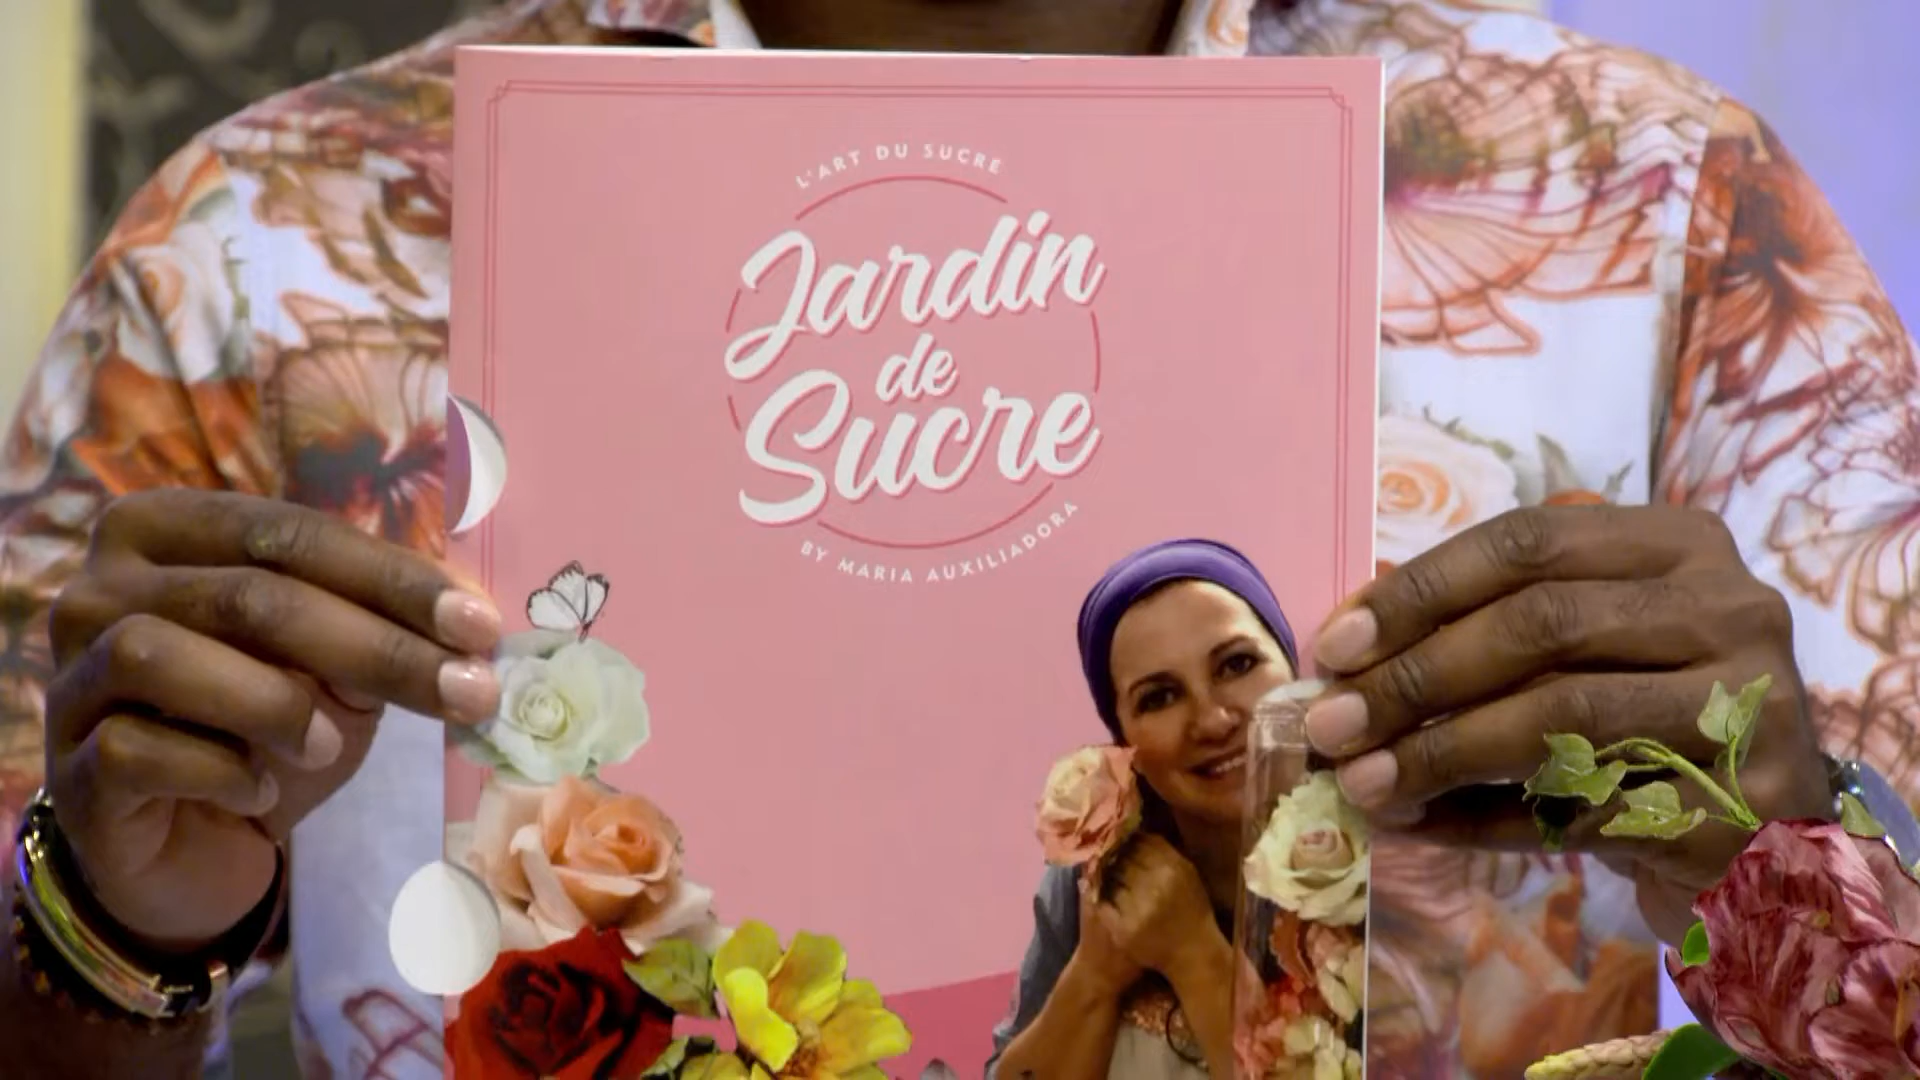 L'ART DU SUCRE
Jardin
de
Sucre
BY MARIA AUXILIADORA